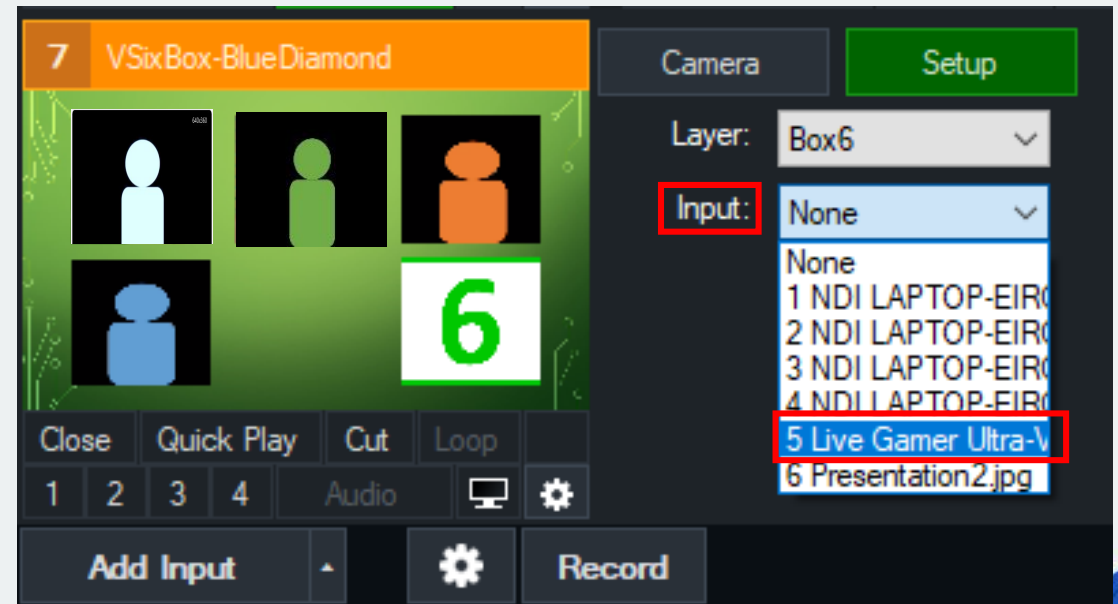 7 VSixBox-BlueDiamond
640x360
6
Close Quick Play Cut Loop
1 2 3 4 Audio
Add Input
Record
Camera Setup
Layer: Box6
Input: None
None
1 NDI LAPTOP-EIR
2 NDI LAPTOP-EIR
3 NDI LAPTOP-EIR
4 NDI LAPTOP-EIR
5 Live Gamer Ultra-V
6 Presentation2.jpg